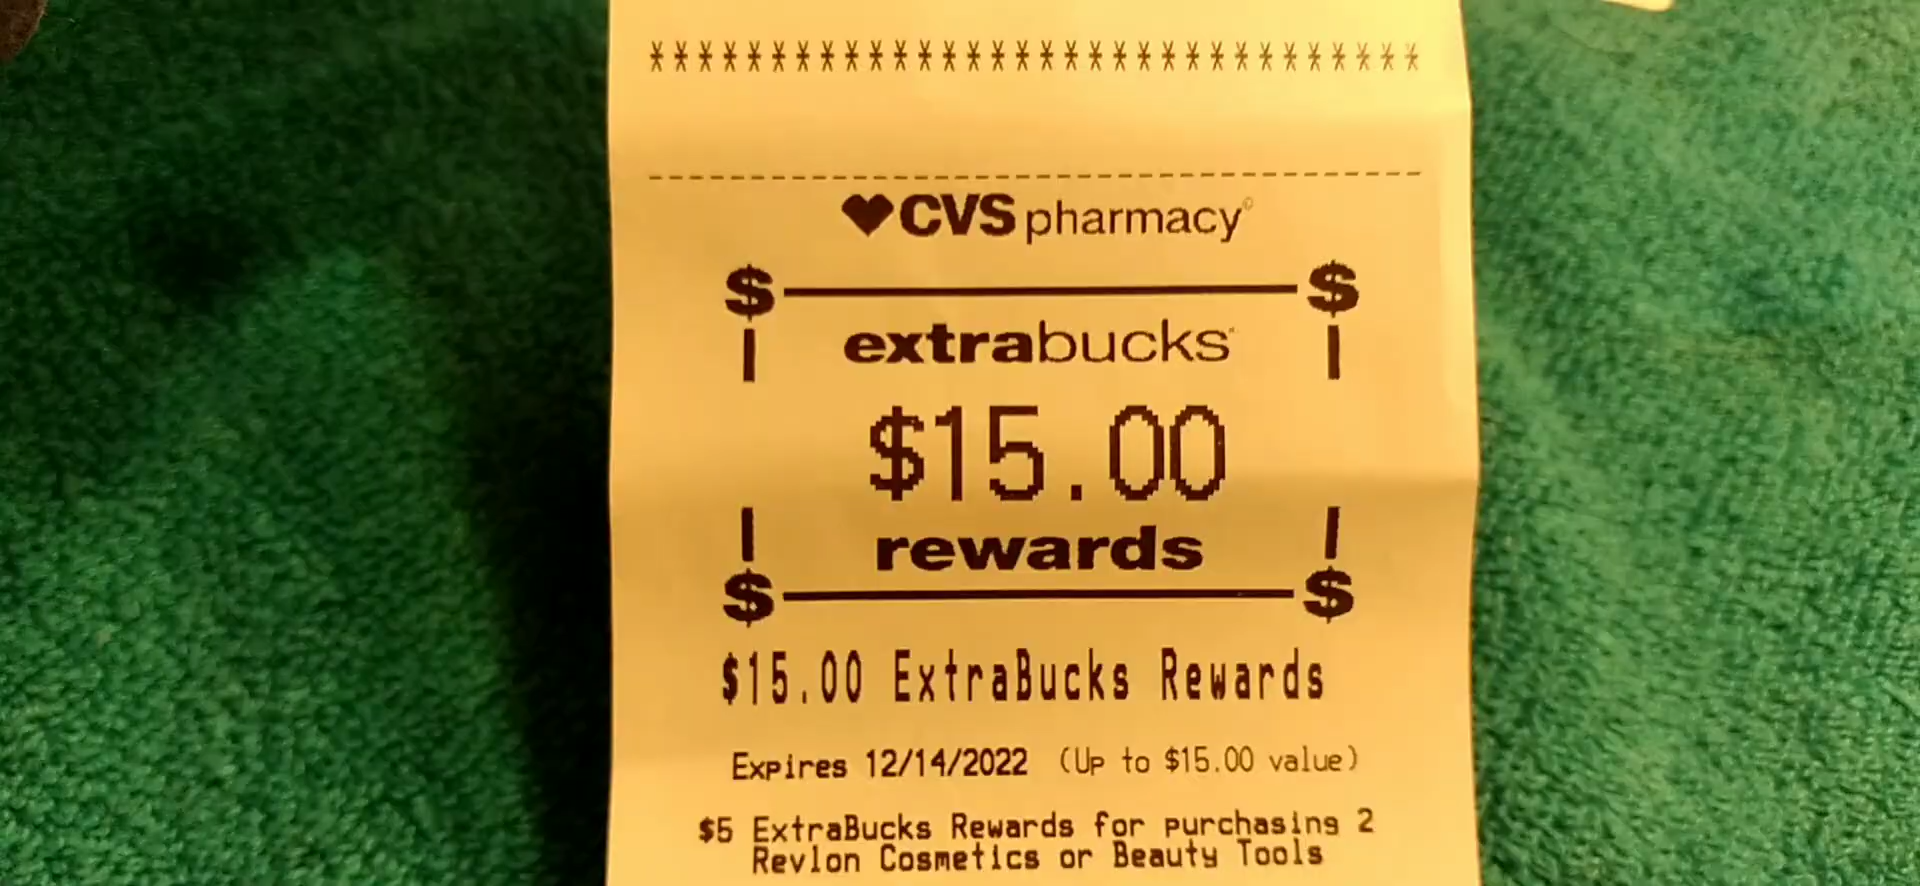 ********************************
--------------------------------
CVS pharmacy®
$ $
extrabucks®
$15.00
rewards
$ $
$15.00 ExtraBucks Rewards
Expires 12/14/2022 (Up to $15.00 value)
$5 ExtraBucks Rewards for purchasing 2
Revlon Cosmetics or Beauty Tools